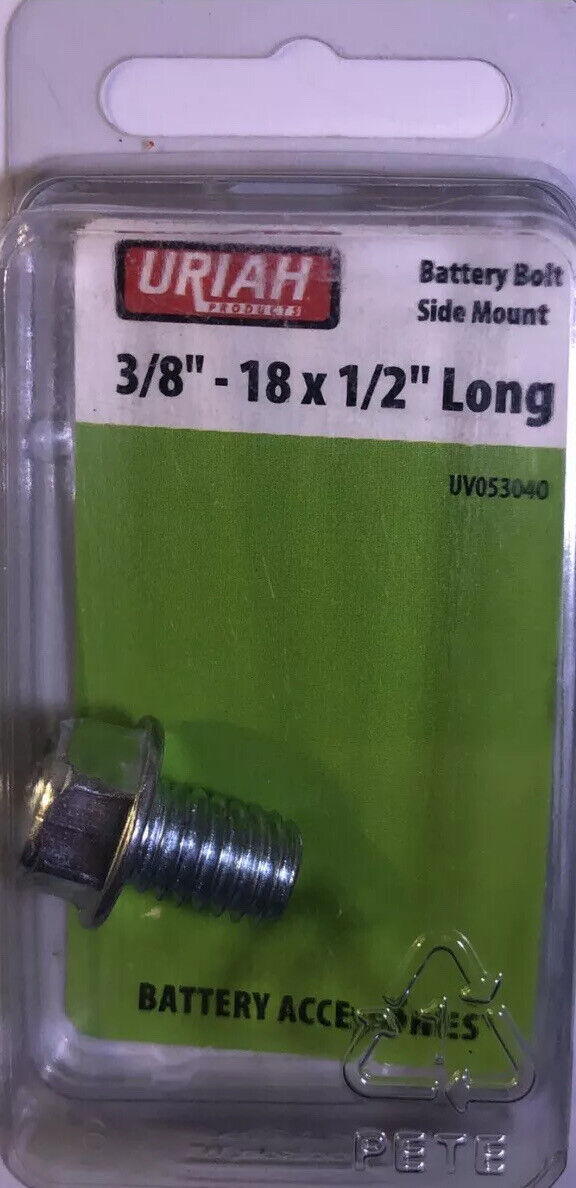 URIAH
PRODUCTS
Battery Bolt
Side Mount
3/8" - 18 x 1/2" Long
UV053040
BATTERY ACCESSORIES
PETE